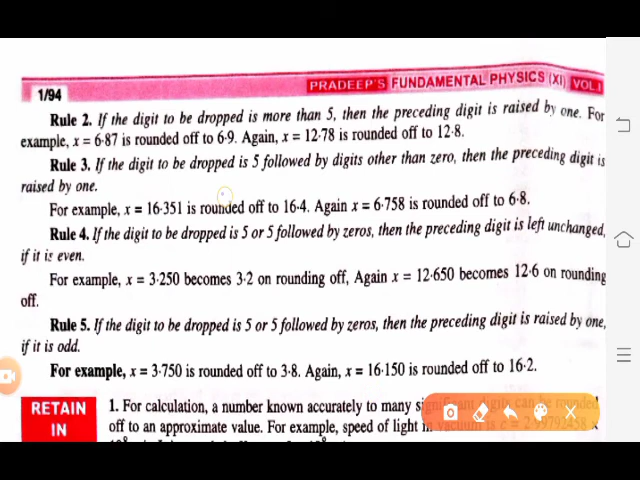 PRADEEP'S FUNDAMENTAL PHYSICS (XI) VOL.I
1/94
Rule 2. If the digit to be dropped is more than 5, then the preceding digit is raised by one. For
example, x = 6·87 is rounded off to 6·9. Again, x = 12·78 is rounded off to 12·8.
Rule 3. If the digit to be dropped is 5 followed by digits other than zero, then the preceding digit is
raised by one.
For example, x = 16·351 is rounded off to 16·4. Again x = 6·758 is rounded off to 6·8.
Rule 4. If the digit to be dropped is 5 or 5 followed by zeros, then the preceding digit is left unchanged,
if it is even.
For example, x = 3·250 becomes 3·2 on rounding off, Again x = 12·650 becomes 12·6 on rounding
off.
Rule 5. If the digit to be dropped is 5 or 5 followed by zeros, then the preceding digit is raised by one,
if it is odd.
For example, x = 3·750 is rounded off to 3·8. Again, x = 16·150 is rounded off to 16·2.
RETAIN
IN
1. For calculation, a number known accurately to many significant digits can be rounded
off to an approximate value. For example, speed of light in vacuum is c = 2·99792458 ×